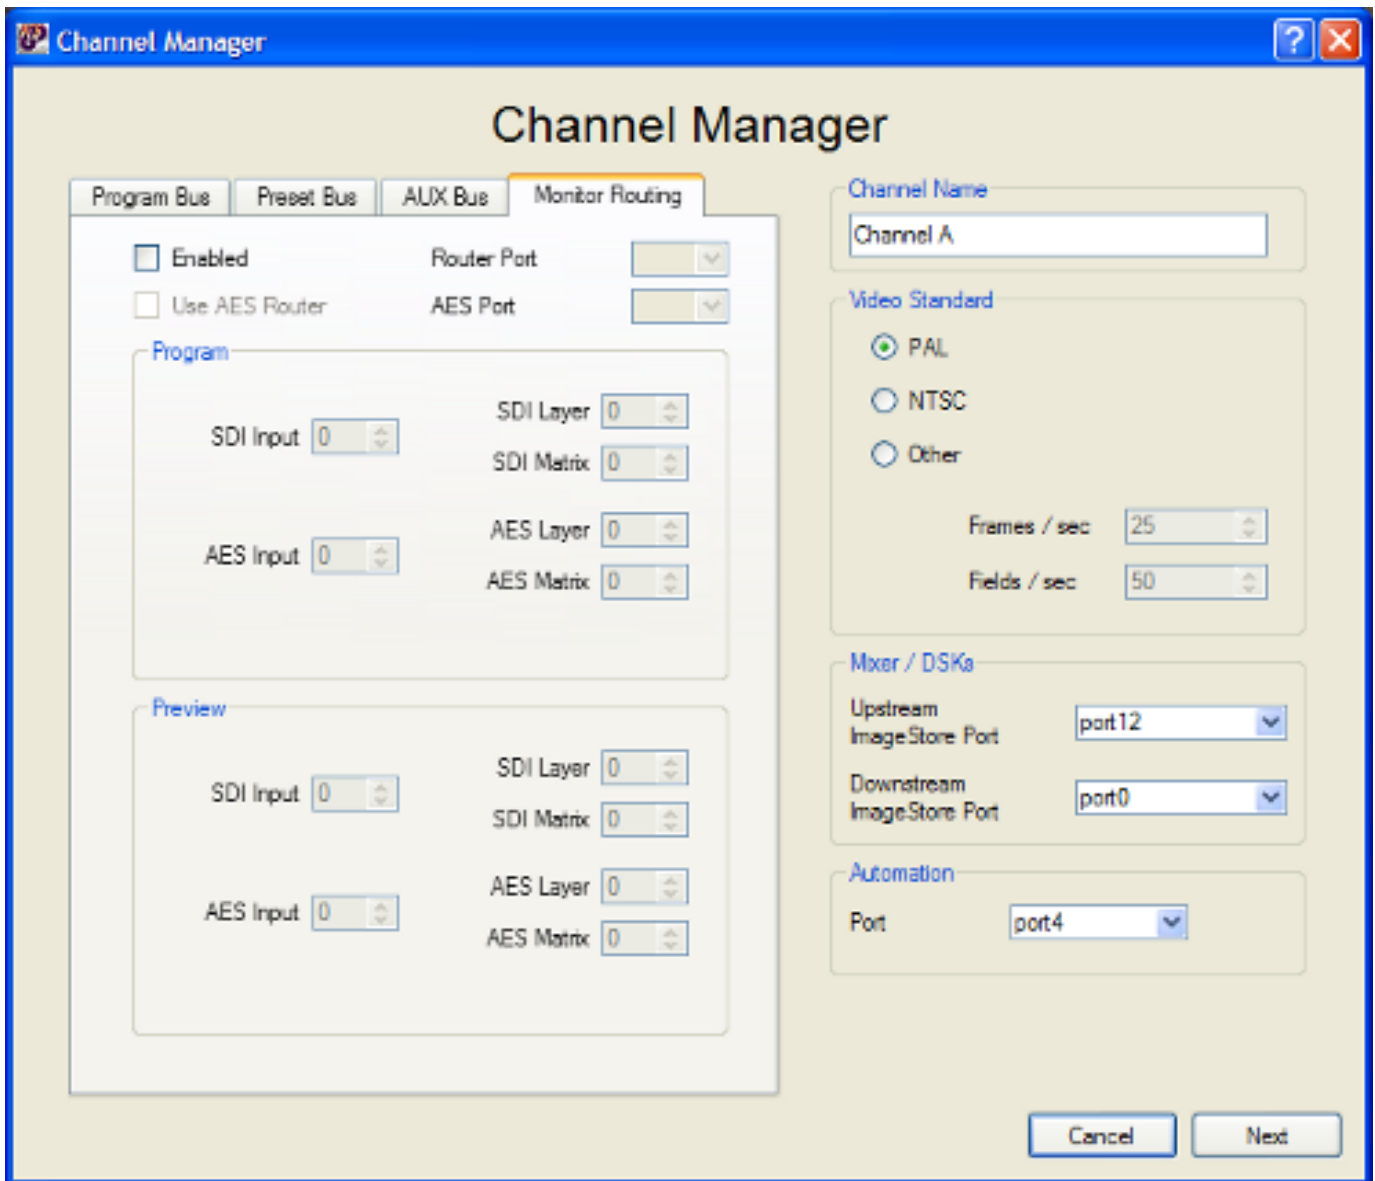 Channel Manager
Channel Manager
Program Bus Preset Bus AUX Bus Monitor Routing
Enabled Router Port
Use AES Router AES Port
Program
SDI Layer 0
SDI Input 0
SDI Matrix 0
AES Layer 0
AES Input 0
AES Matrix 0
Preview
SDI Layer 0
SDI Input 0
SDI Matrix 0
AES Layer 0
AES Input 0
AES Matrix 0
Channel Name
Channel A
Video Standard
PAL
NTSC
Other
Frames / sec 25
Fields / sec 50
Mixer / DSKs
Upstream
ImageStore Port port12
Downstream
ImageStore Port port0
Automation
Port port4
Cancel Next